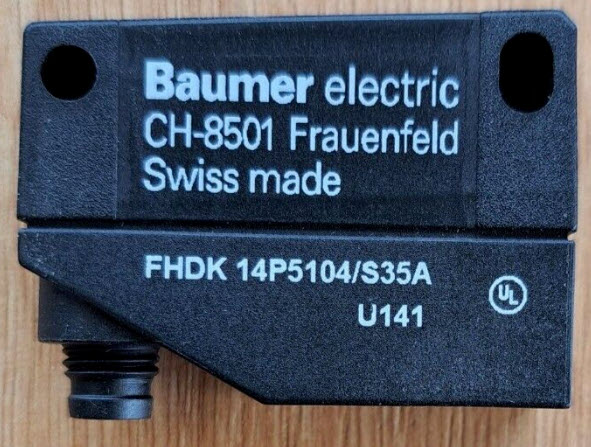 Baumer electric
CH-8501 Frauenfeld
Swiss made
FHDK 14P5104/S35A
UL
U141